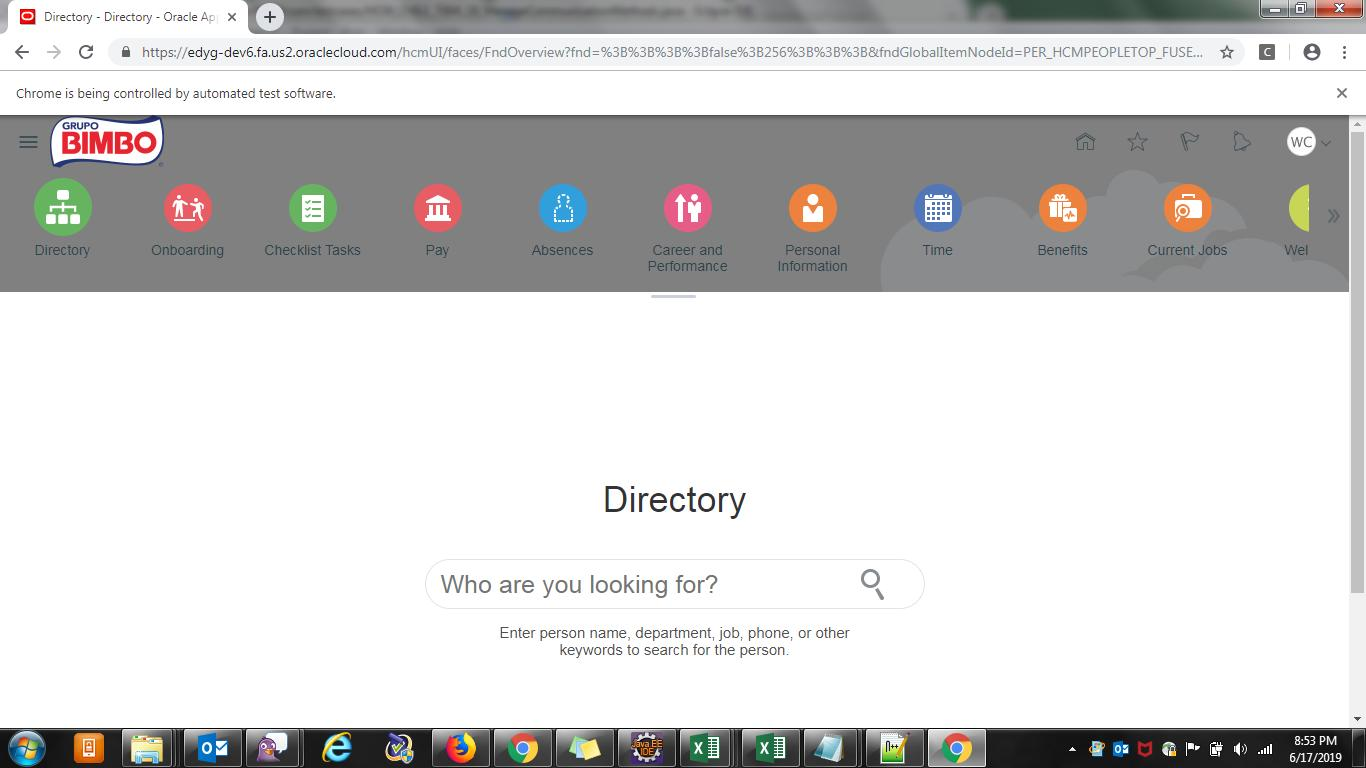 Directory - Directory - Oracle Ap
https://edyg-dev6.fa.us2.oraclecloud.com/hcmUI/faces/FndOverview?fnd=%3B%3B%3B%3Bfalse%3B256%3B%3B%3B&fndGlobalItemNodeId=PER_HCMPEOPLETOP_FUSE...
C
Chrome is being controlled by automated test software.
GRUPO
BIMBO
WC
Directory
Onboarding
Checklist Tasks
Pay
Absences
Career and
Performance
Personal
Information
Time
Benefits
Current Jobs
Wel
Directory
Who are you looking for?
Enter person name, department, job, phone, or other
keywords to search for the person.
Java EE
IDE
8:53 PM
6/17/2019